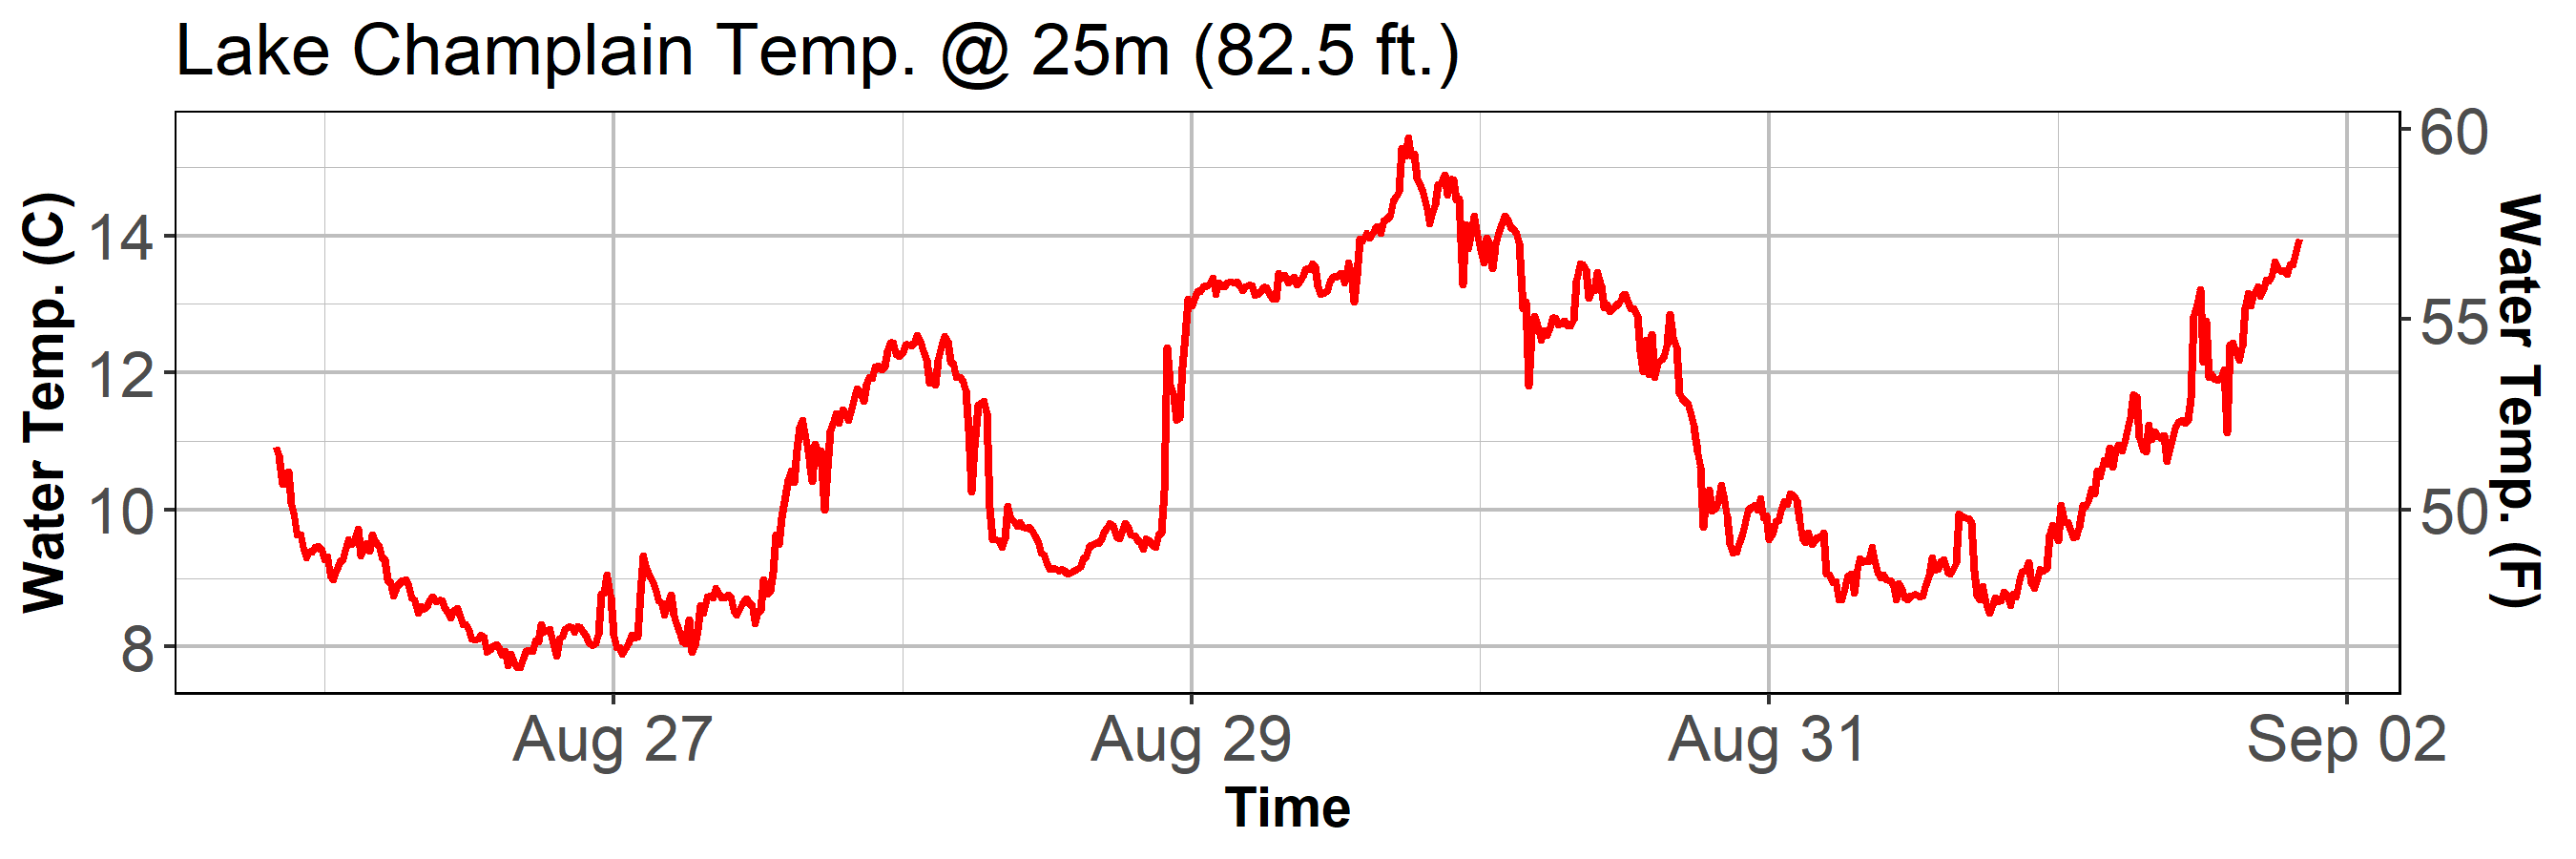 Lake Champlain Temp. @ 25m (82.5 ft.)
Water Temp. (C)
14
12
10
8
60
55
50
Water Temp. (F)
Aug 27
Aug 29
Aug 31
Sep 02
Time